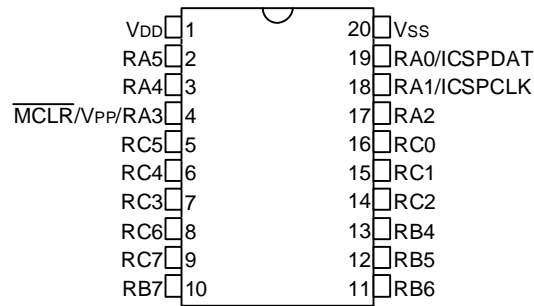 VDD 1 20 VSS
RA5 2 19 RA0/ICSPDAT
RA4 3 18 RA1/ICSPCLK
MCLR/VPP/RA3 4 17 RA2
RC5 5 16 RC0
RC4 6 15 RC1
RC3 7 14 RC2
RC6 8 13 RB4
RC7 9 12 RB5
RB7 10 11 RB6